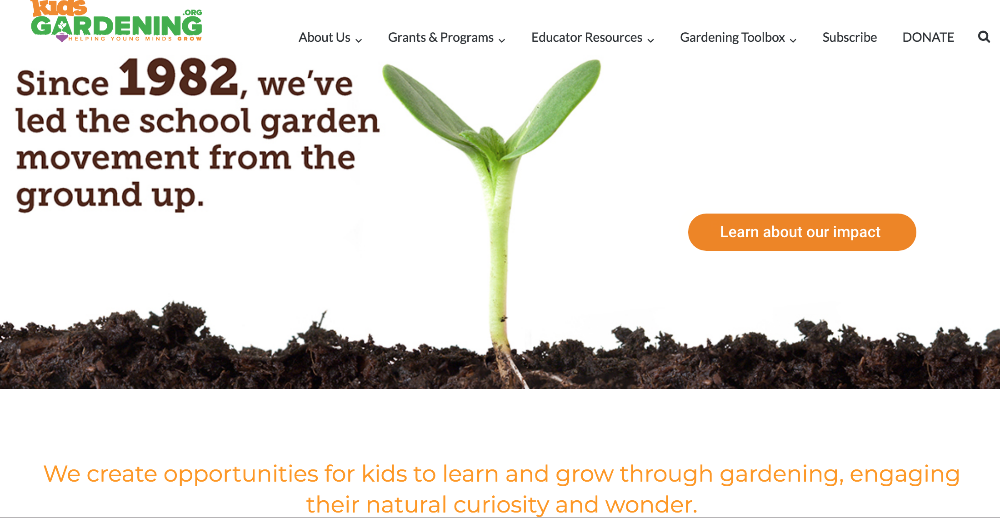 kids
GARDENING.ORG
HELPING YOUNG MINDS GROW
About Us
Grants & Programs
Educator Resources
Gardening Toolbox
Subscribe
DONATE
Since 1982, we've
led the school garden
movement from the
ground up.
Learn about our impact
We create opportunities for kids to learn and grow through gardening, engaging
their natural curiosity and wonder.